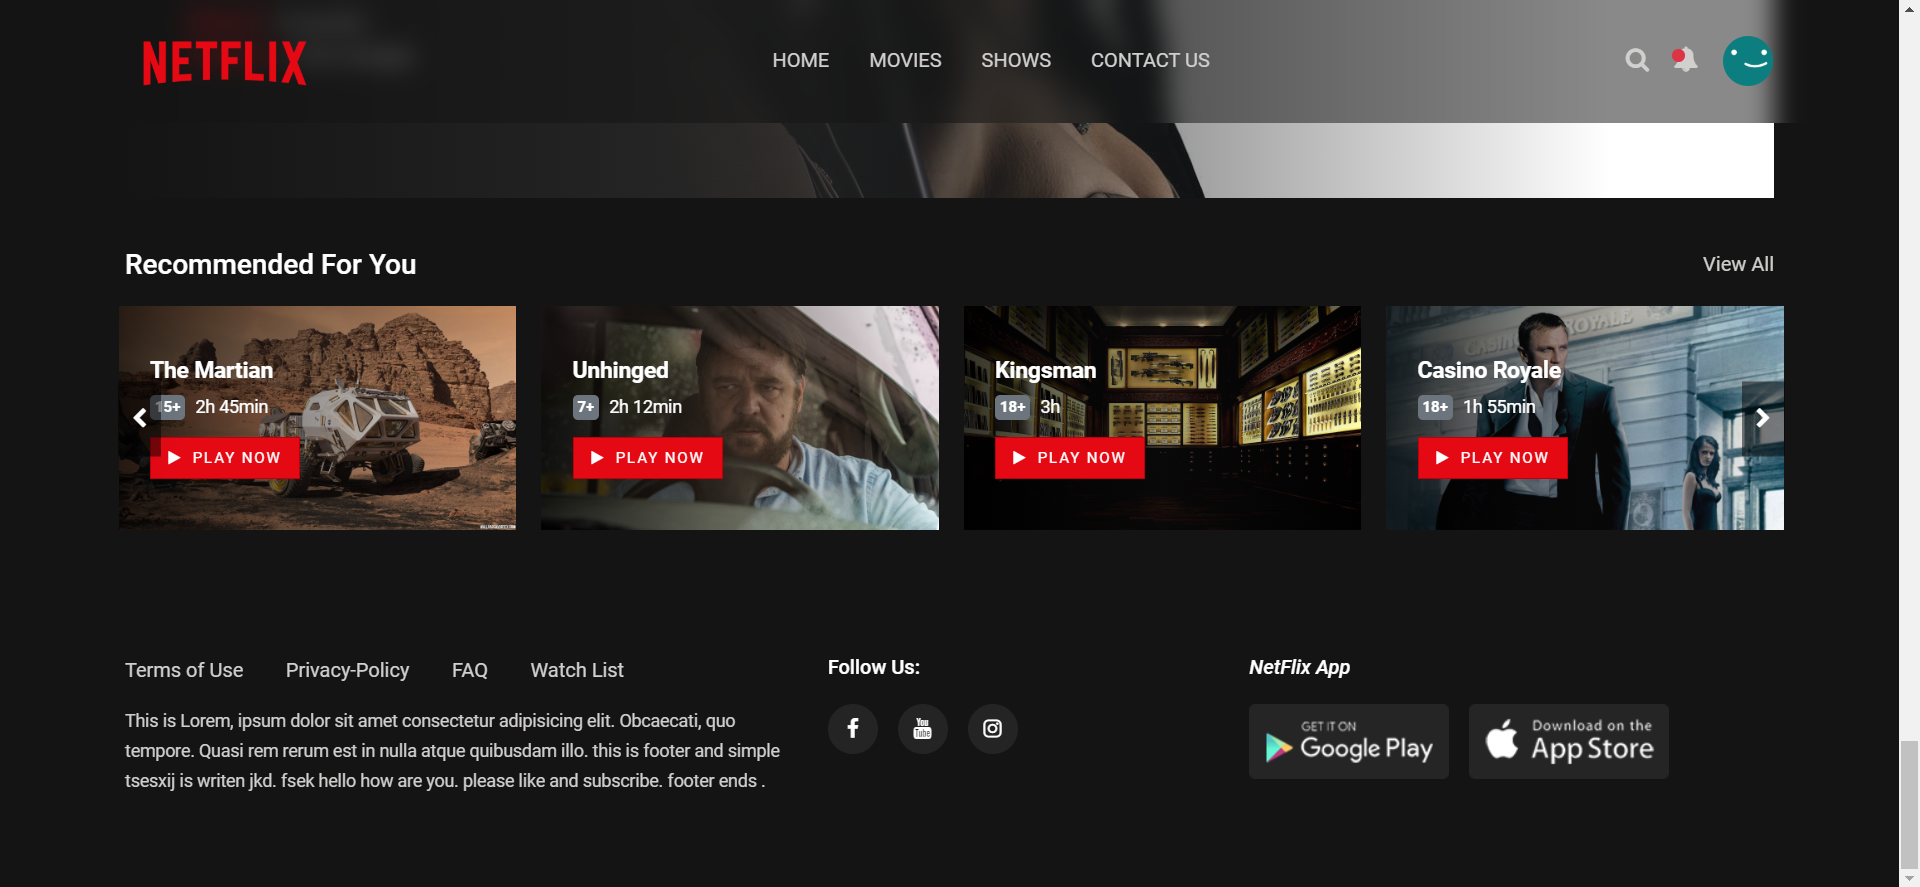 NETFLIX
HOME
MOVIES
SHOWS
CONTACT US
Recommended For You
View All
The Martian
15+ 2h 45min
PLAY NOW
Unhinged
7+ 2h 12min
PLAY NOW
Kingsman
18+ 3h
PLAY NOW
CASINO ROYALE
Casino Royale
18+ 1h 55min
PLAY NOW
Terms of Use
Privacy-Policy
FAQ
Watch List
This is Lorem, ipsum dolor sit amet consectetur adipisicing elit. Obcaecati, quo
tempore. Quasi rem rerum est in nulla atque quibusdam illo. this is footer and simple
tsesxij is writen jkd. fsek hello how are you. please like and subscribe. footer ends .
Follow Us:
You
Tube
NetFlix App
GET IT ON
Google Play
Download on the
App Store